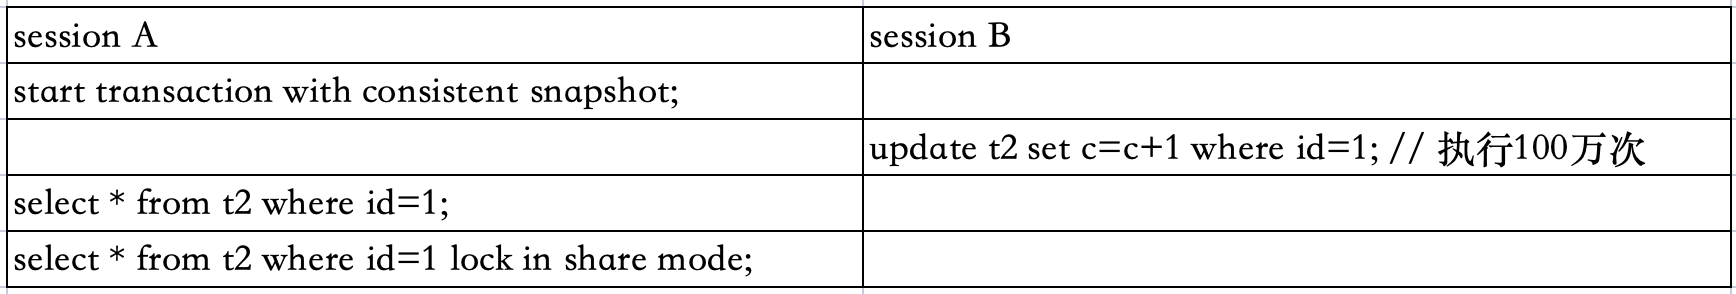 session A
session B
start transaction with consistent snapshot;
update t2 set c=c+1 where id=1; // 执行100万次
select * from t2 where id=1;
select * from t2 where id=1 lock in share mode;